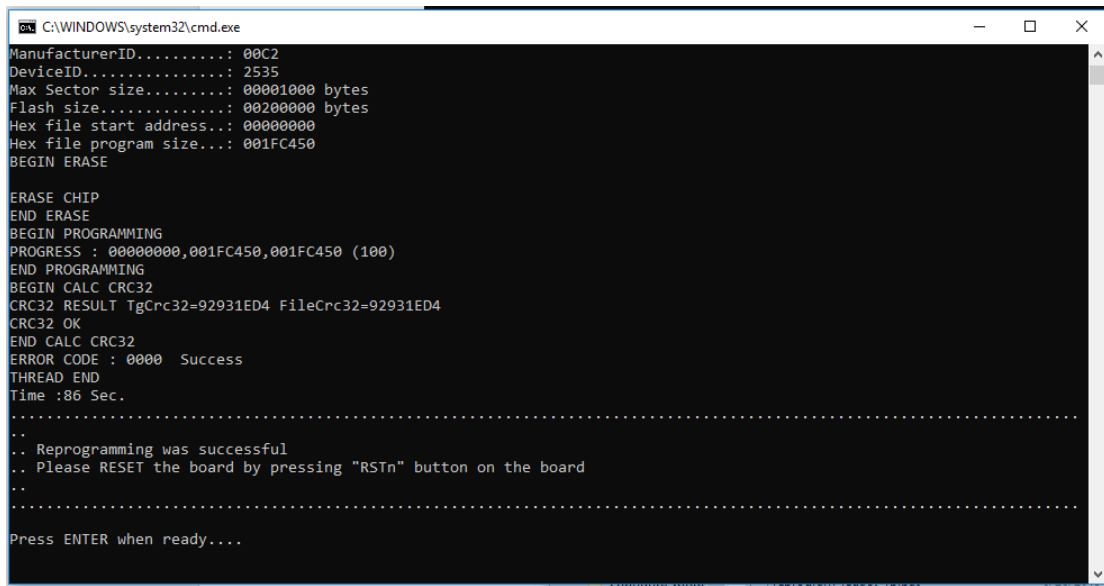 C:\WINDOWS\system32\cmd.exe
ManufacturerID..........: 00C2
DeviceID................: 2535
Max Sector size.........: 00001000 bytes
Flash size..............: 00200000 bytes
Hex file start address..: 00000000
Hex file program size...: 001FC450
BEGIN ERASE
ERASE CHIP
END ERASE
BEGIN PROGRAMMING
PROGRESS : 00000000,001FC450,001FC450 (100)
END PROGRAMMING
BEGIN CALC CRC32
CRC32 RESULT TgCrc32=92931ED4 FileCrc32=92931ED4
CRC32 OK
END CALC CRC32
ERROR CODE : 0000  Success
THREAD END
Time :86 Sec.
.......................................................................................................................
..
.. Reprogramming was successful
.. Please RESET the board by pressing "RSTn" button on the board
..
.......................................................................................................................
Press ENTER when ready....